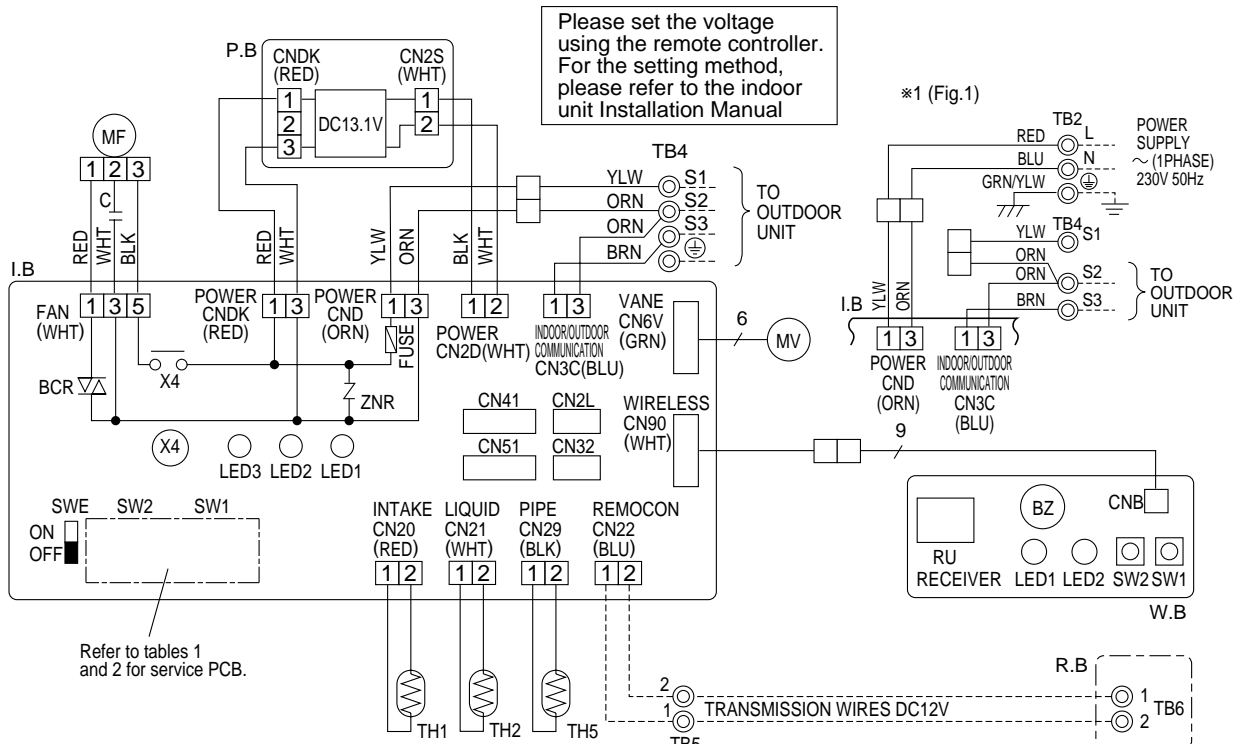 Please set the voltage
using the remote controller.
For the setting method,
please refer to the indoor
unit Installation Manual
P.B
CNDK
(RED)
CN2S
(WHT)
1
2
3
DC13.1V
1
2
MF
1 2 3
C
RED
WHT
BLK
RED
WHT
YLW
ORN
BLK
WHT
TB4
YLW
S1
ORN
S2
ORN
S3
BRN
TO
OUTDOOR
UNIT
※1 (Fig.1)
TB2
RED
L
BLU
N
GRN/YLW
POWER
SUPPLY
~ (1PHASE)
230V 50Hz
YLW
TB4
S1
ORN
ORN
S2
BRN
S3
TO
OUTDOOR
UNIT
YLW
ORN
I.B
1 3
POWER
CND
(ORN)
1 3
INDOOR/OUTDOOR
COMMUNICATION
CN3C
(BLU)
I.B
FAN
(WHT)
1 3 5
POWER
CNDK
(RED)
1 3
POWER
CND
(ORN)
1 3
FUSE
1 2
POWER
CN2D(WHT)
1 3
INDOOR/OUTDOOR
COMMUNICATION
CN3C(BLU)
VANE
CN6V
(GRN)
6
MV
BCR
X4
ZNR
X4
LED3 LED2 LED1
CN41
CN2L
CN51
CN32
WIRELESS
CN90
(WHT)
9
SWE
SW2
SW1
ON
OFF
INTAKE
CN20
(RED)
1 2
LIQUID
CN21
(WHT)
1 2
PIPE
CN29
(BLK)
1 2
REMOCON
CN22
(BLU)
1 2
CNB
BZ
RU
RECEIVER
LED1 LED2 SW2 SW1
W.B
Refer to tables 1
and 2 for service PCB.
TH1
TH2
TH5
2
1
TB5
TRANSMISSION WIRES DC12V
R.B
1
2
TB6